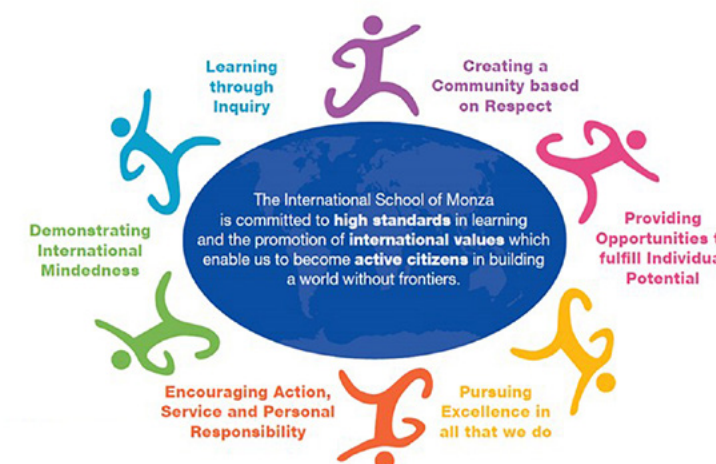 Learning
through
Inquiry
Creating a
Community based
on Respect
The International School of Monza
is committed to high standards in learning
and the promotion of international values which
enable us to become active citizens in building
a world without frontiers.
Demonstrating
International
Mindedness
Providing
Opportunities t
fulfill Individua
Potential
Encouraging Action,
Service and Personal
Responsibility
Pursuing
Excellence in
all that we do